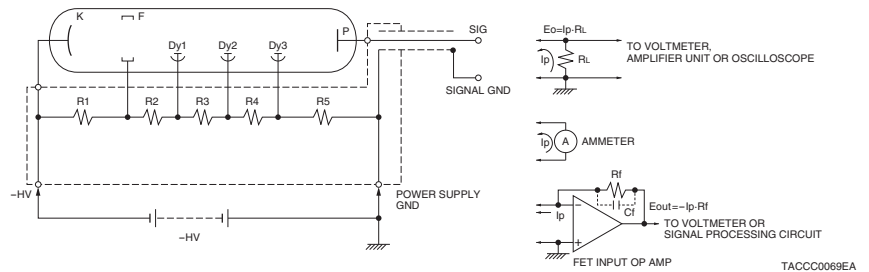 K F P SIG
Dy1 Dy2 Dy3
SIGNAL GND
R1 R2 R3 R4 R5
-HV
POWER SUPPLY
GND
-HV
Eo=Ip·RL
Ip RL
TO VOLTMETER,
AMPLIFIER UNIT OR OSCILLOSCOPE
Ip A AMMETER
Rf
Cf
Ip
−
+
Eout=−Ip·Rf
TO VOLTMETER OR
SIGNAL PROCESSING CIRCUIT
FET INPUT OP AMP
TACCC0069EA